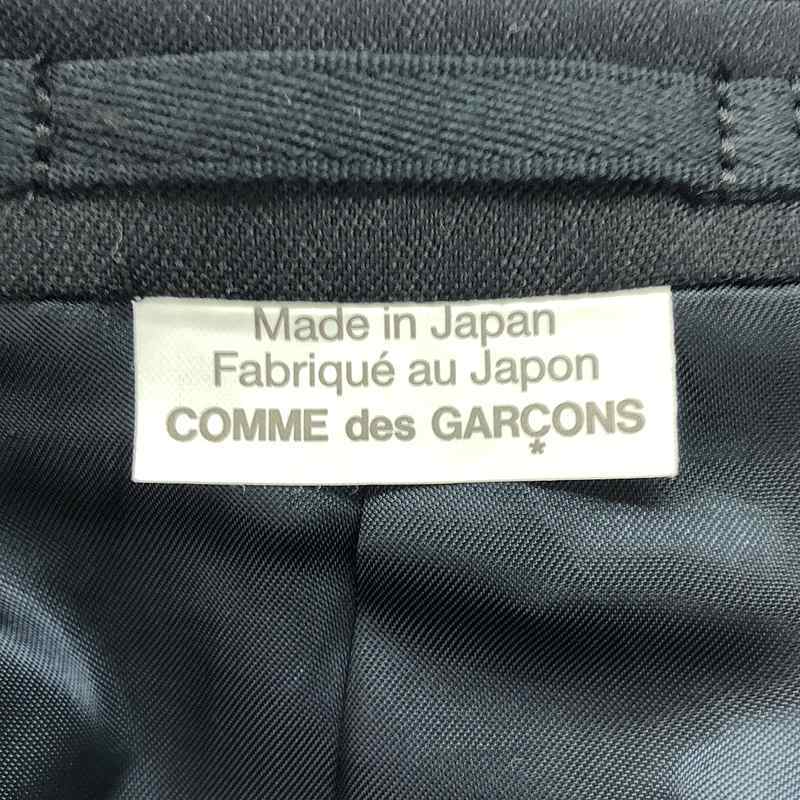 Made in Japan
Fabriqué au Japon
COMME des GARÇONS
*